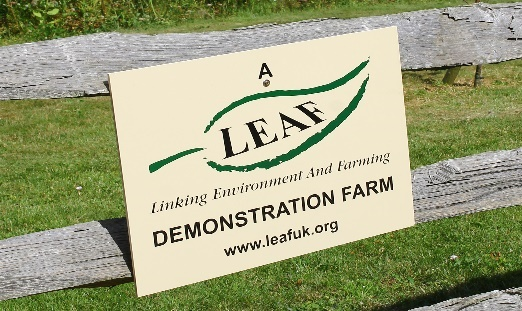 A
LEAF
Linking Environment And Farming
DEMONSTRATION FARM
www.leafuk.org